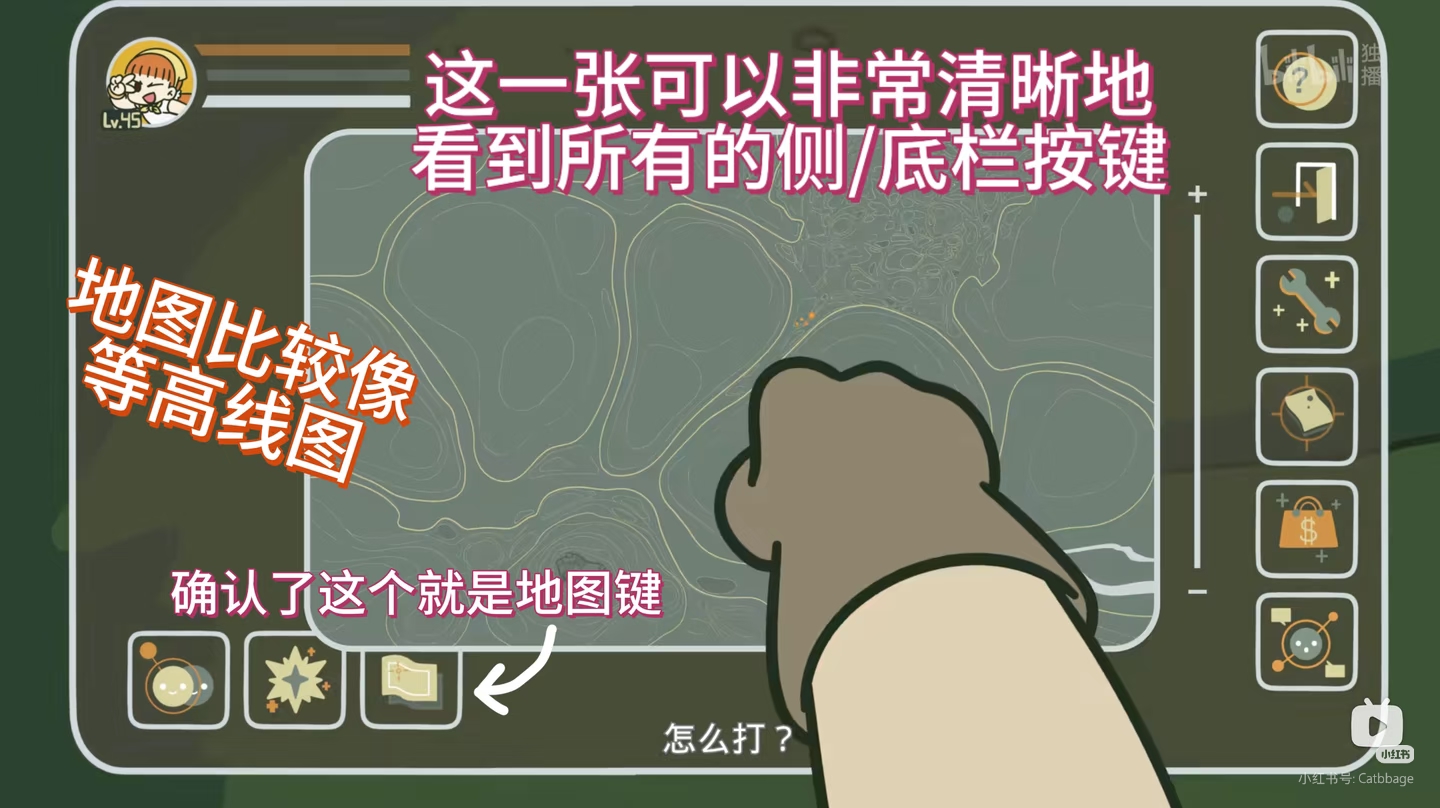 这一张可以非常清晰地
看到所有的侧/底栏按键
独播
Lv.45
?
+
地图比较像
等高线图
$
确认了这个就是地图键
−
怎么打？
小红书
小红书号: Catbbage